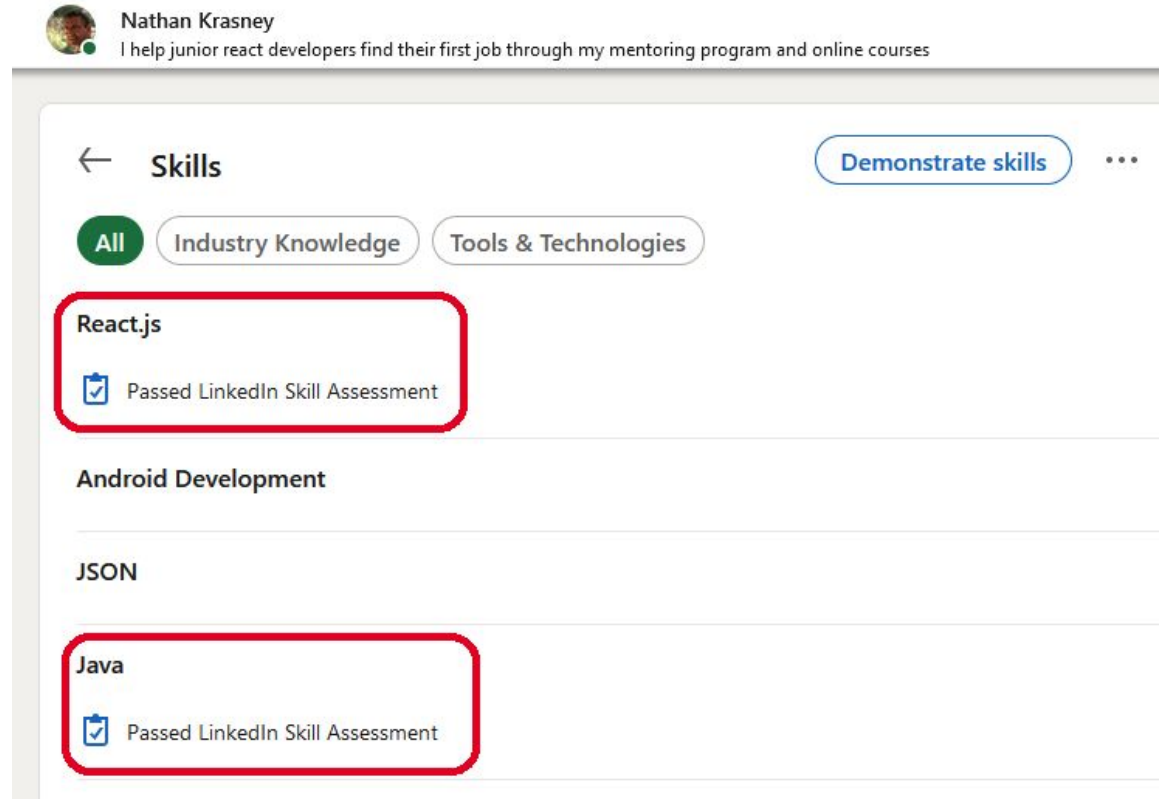 Nathan Krasney
I help junior react developers find their first job through my mentoring program and online courses
Skills
Demonstrate skills
All
Industry Knowledge
Tools & Technologies
React.js
Passed LinkedIn Skill Assessment
Android Development
JSON
Java
Passed LinkedIn Skill Assessment